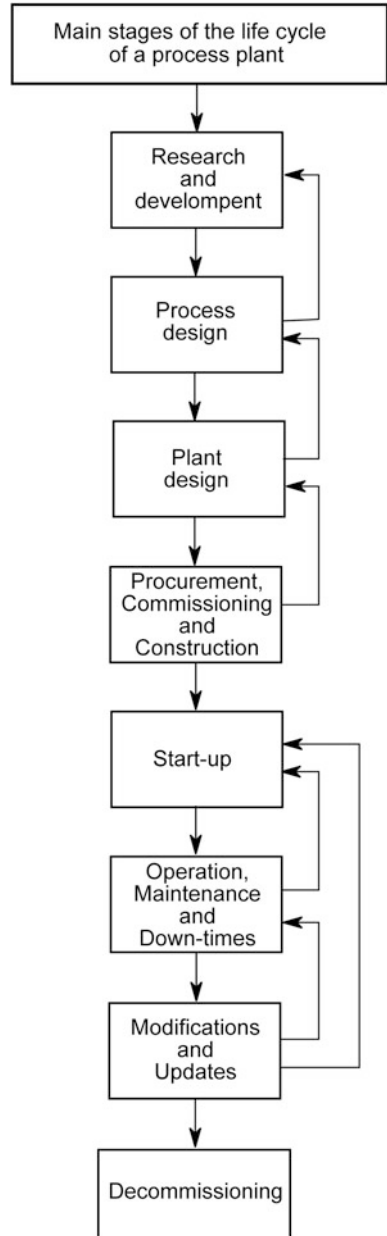 Main stages of the life cycle
of a process plant
Research
and
develompent
Process
design
Plant
design
Procurement,
Commissioning
and
Construction
Start-up
Operation,
Maintenance
and
Down-times
Modifications
and
Updates
Decommissioning